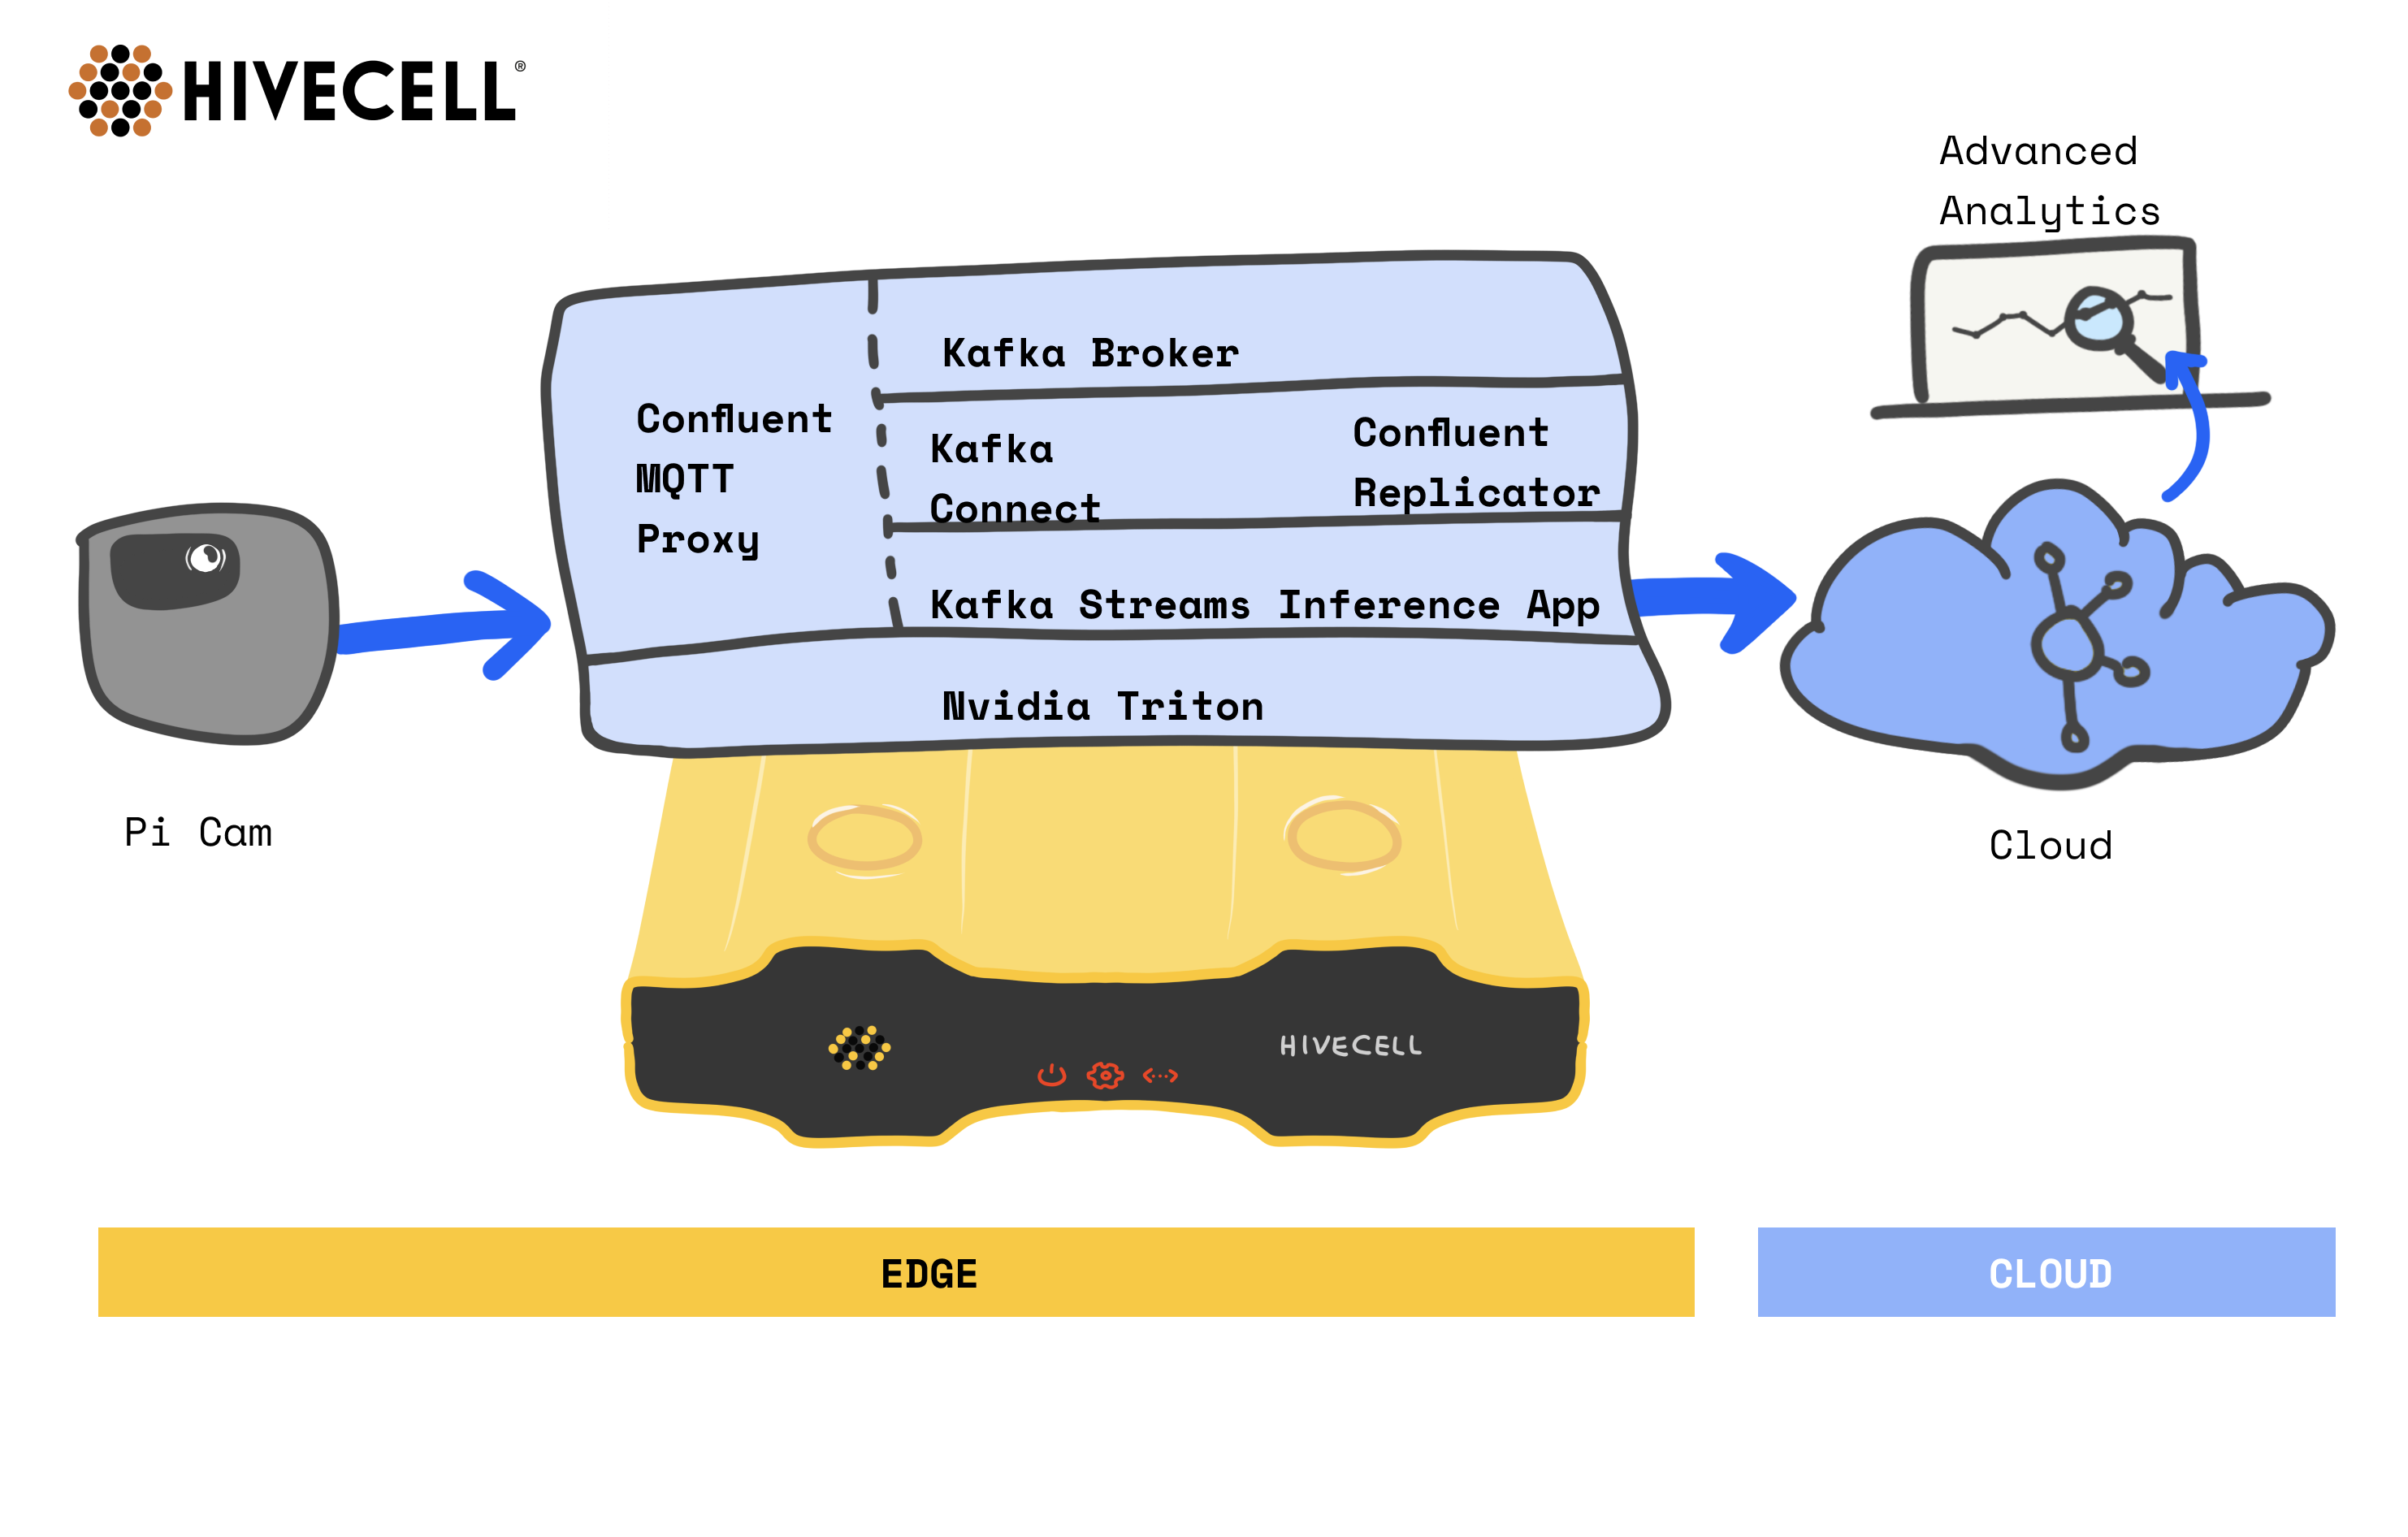 HIVECELL®
Advanced
Analytics
Kafka Broker
Confluent
MQTT
Proxy
Kafka
Connect
Confluent
Replicator
Kafka Streams Inference App
Nvidia Triton
Pi Cam
Cloud
HIVECELL
EDGE
CLOUD